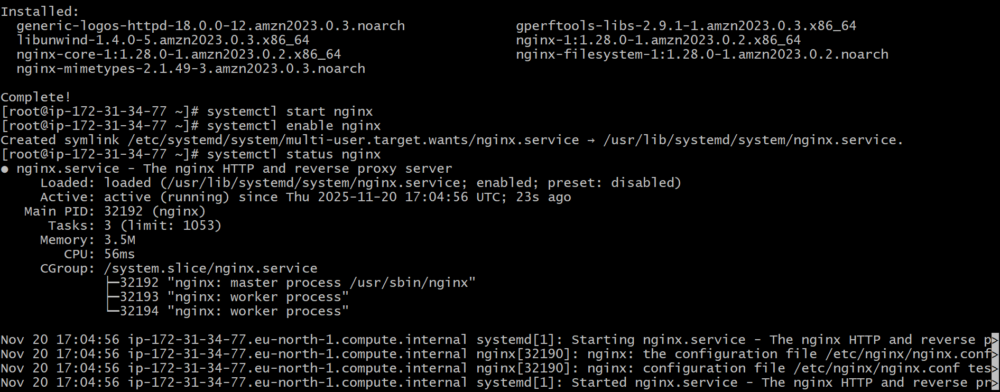 Installed:
  generic-logos-httpd-18.0.0-12.amzn2023.0.3.noarch              gperftools-libs-2.9.1-1.amzn2023.0.3.x86_64
  libunwind-1.4.0-5.amzn2023.0.3.x86_64                          nginx-1:1.28.0-1.amzn2023.0.2.x86_64
  nginx-core-1:1.28.0-1.amzn2023.0.2.x86_64                      nginx-filesystem-1:1.28.0-1.amzn2023.0.2.noarch
  nginx-mimetypes-2.1.49-3.amzn2023.0.3.noarch

Complete!
[root@ip-172-31-34-77 ~]# systemctl start nginx
[root@ip-172-31-34-77 ~]# systemctl enable nginx
Created symlink /etc/systemd/system/multi-user.target.wants/nginx.service → /usr/lib/systemd/system/nginx.service.
[root@ip-172-31-34-77 ~]# systemctl status nginx
● nginx.service - The nginx HTTP and reverse proxy server
     Loaded: loaded (/usr/lib/systemd/system/nginx.service; enabled; preset: disabled)
     Active: active (running) since Thu 2025-11-20 17:04:56 UTC; 23s ago
   Main PID: 32192 (nginx)
      Tasks: 3 (limit: 1053)
     Memory: 3.5M
        CPU: 56ms
     CGroup: /system.slice/nginx.service
             ├─32192 "nginx: master process /usr/sbin/nginx"
             ├─32193 "nginx: worker process"
             └─32194 "nginx: worker process"

Nov 20 17:04:56 ip-172-31-34-77.eu-north-1.compute.internal systemd[1]: Starting nginx.service - The nginx HTTP and reverse p>
Nov 20 17:04:56 ip-172-31-34-77.eu-north-1.compute.internal nginx[32190]: nginx: the configuration file /etc/nginx/nginx.conf>
Nov 20 17:04:56 ip-172-31-34-77.eu-north-1.compute.internal nginx[32190]: nginx: configuration file /etc/nginx/nginx.conf tes>
Nov 20 17:04:56 ip-172-31-34-77.eu-north-1.compute.internal systemd[1]: Started nginx.service - The nginx HTTP and reverse pr>